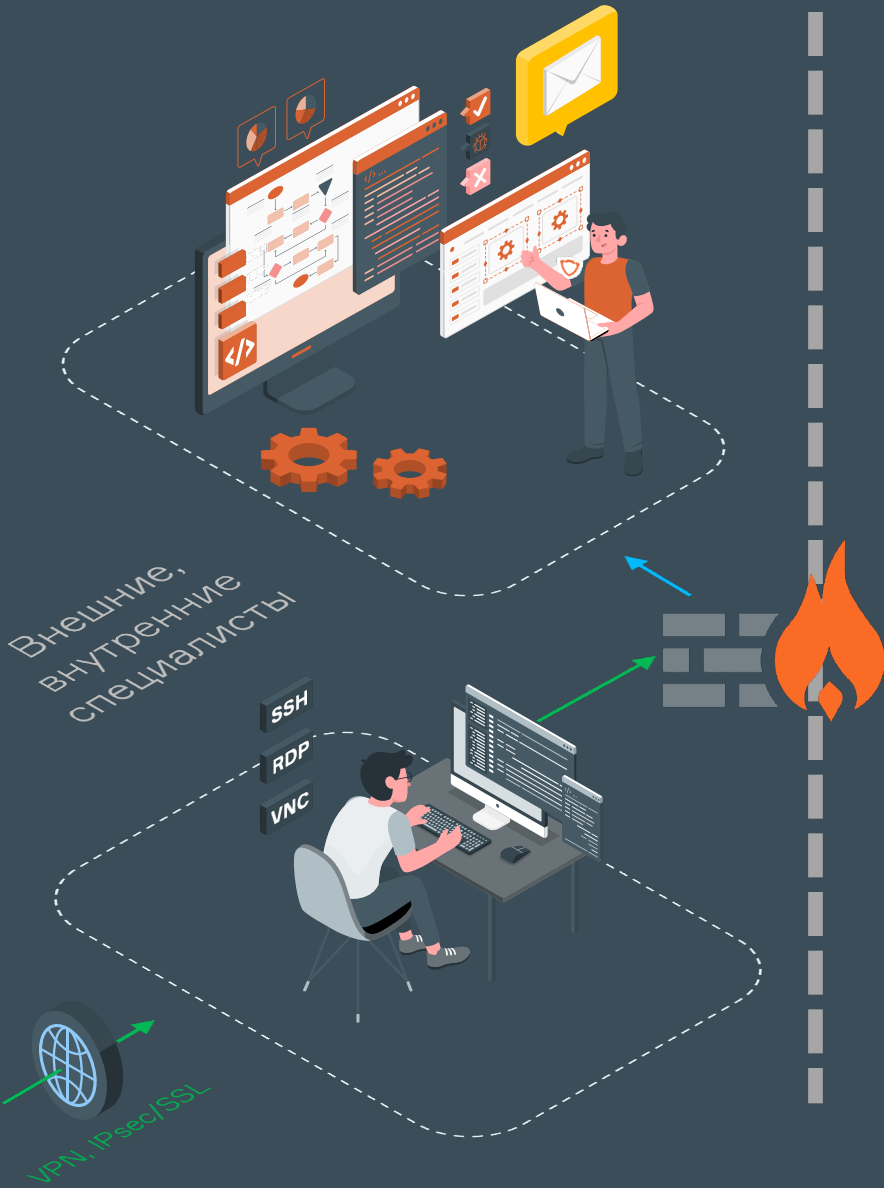 Внешние,
внутренние
специалисты
SSH
RDP
VNC
VPN, IPsec/SSL